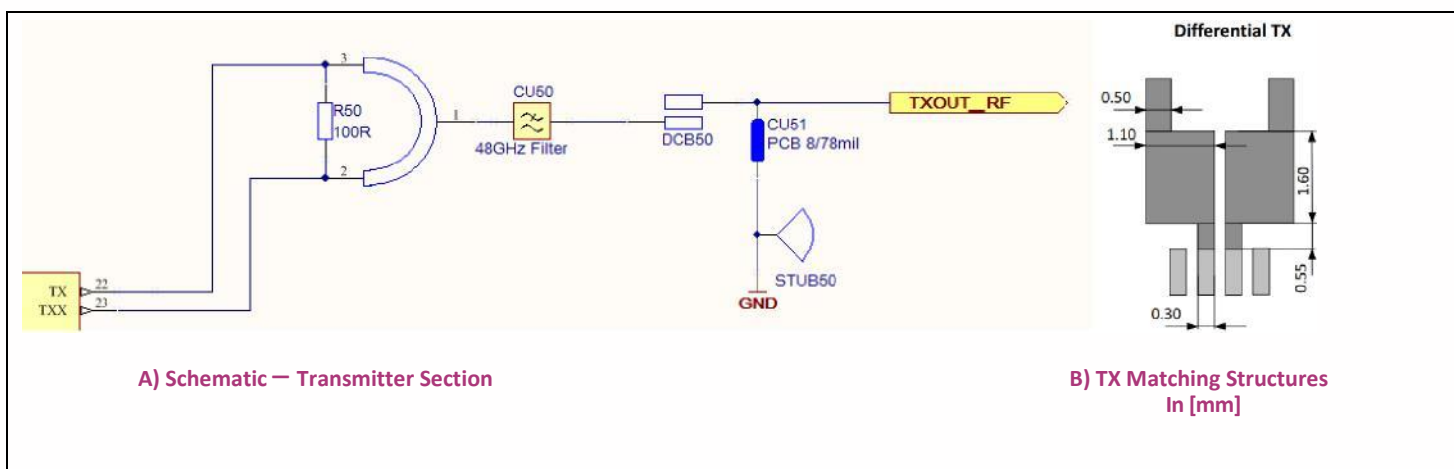 Differential TX
3
R50
100R
2
1
CU50
48GHz Filter
DCB50
CU51
PCB 8/78mil
TXOUT_RF
STUB50
GND
TX 22
TXX 23
0.50
1.10
1.60
0.55
0.30
A) Schematic – Transmitter Section
B) TX Matching Structures
In [mm]